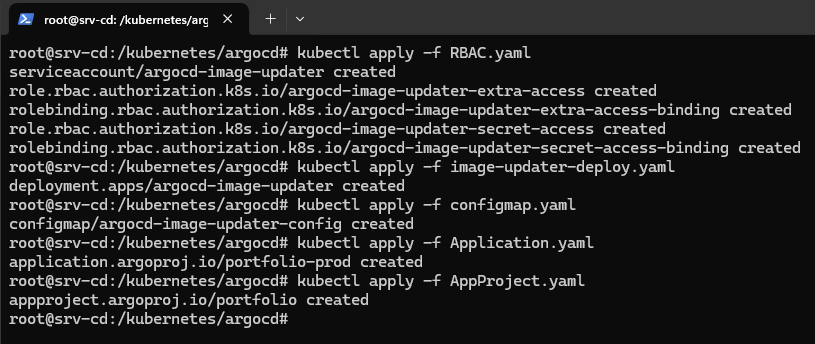 root@srv-cd: /kubernetes/arg
root@srv-cd:/kubernetes/argocd# kubectl apply -f RBAC.yaml
serviceaccount/argocd-image-updater created
role.rbac.authorization.k8s.io/argocd-image-updater-extra-access created
rolebinding.rbac.authorization.k8s.io/argocd-image-updater-extra-access-binding created
role.rbac.authorization.k8s.io/argocd-image-updater-secret-access created
rolebinding.rbac.authorization.k8s.io/argocd-image-updater-secret-access-binding created
root@srv-cd:/kubernetes/argocd# kubectl apply -f image-updater-deploy.yaml
deployment.apps/argocd-image-updater created
root@srv-cd:/kubernetes/argocd# kubectl apply -f configmap.yaml
configmap/argocd-image-updater-config created
root@srv-cd:/kubernetes/argocd# kubectl apply -f Application.yaml
application.argoproj.io/portfolio-prod created
root@srv-cd:/kubernetes/argocd# kubectl apply -f AppProject.yaml
appproject.argoproj.io/portfolio created
root@srv-cd:/kubernetes/argocd#